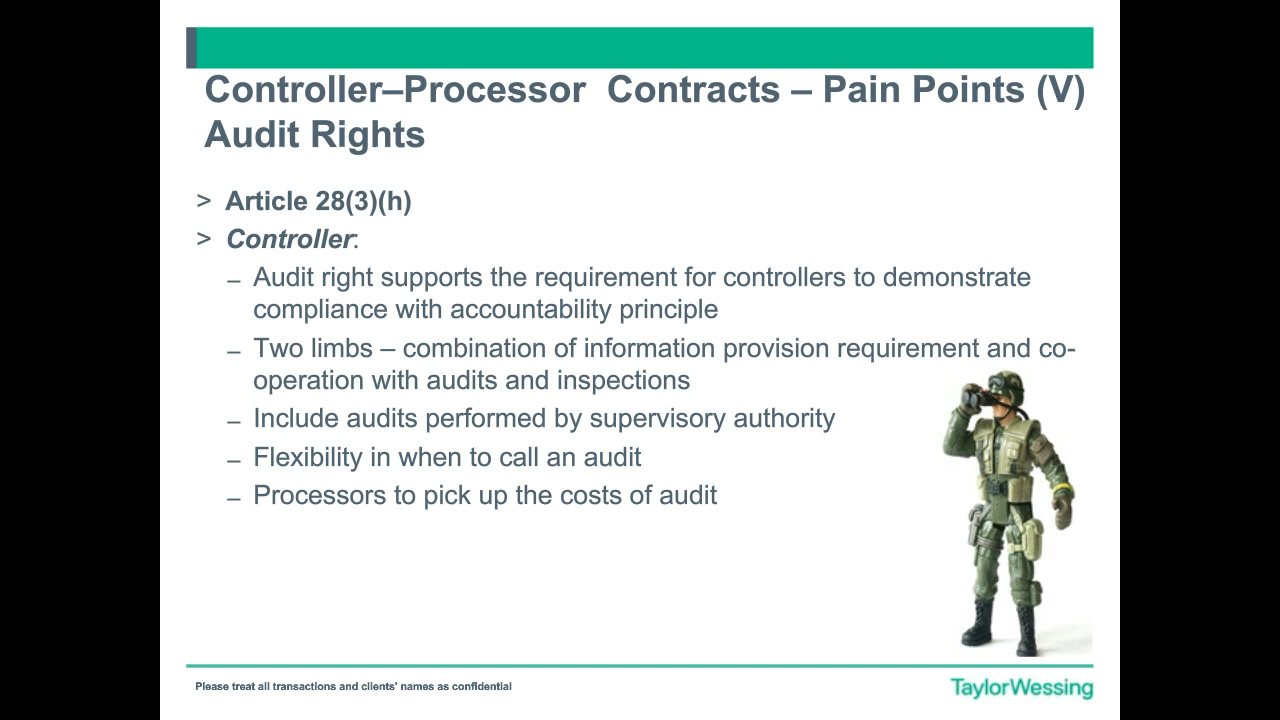 Controller–Processor Contracts – Pain Points (V)
Audit Rights
> Article 28(3)(h)
> Controller:
– Audit right supports the requirement for controllers to demonstrate
compliance with accountability principle
– Two limbs – combination of information provision requirement and co-
operation with audits and inspections
– Include audits performed by supervisory authority
– Flexibility in when to call an audit
– Processors to pick up the costs of audit
Please treat all transactions and clients' names as confidential
TaylorWessing